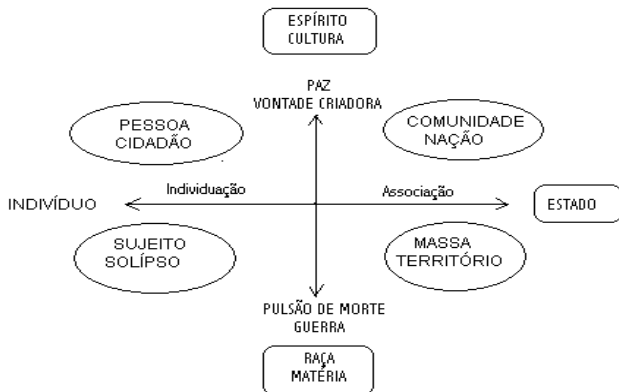 ESPÍRITO
CULTURA
PAZ
VONTADE CRIADORA
PESSOA
CIDADÃO
COMUNIDADE
NAÇÃO
INDIVÍDUO
Individuação
Associação
ESTADO
SUJEITO
SOLÍPSO
MASSA
TERRITÓRIO
PULSÃO DE MORTE
GUERRA
RAÇA
MATÉRIA